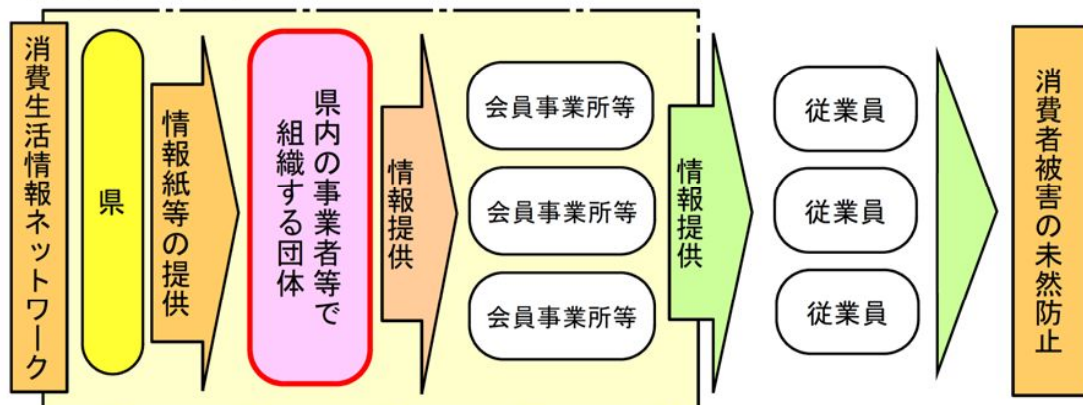 消費生活情報ネットワーク
県
情報紙等の提供
県内の事業者等で
組織する団体
情報提供
会員事業所等
会員事業所等
会員事業所等
情報提供
従業員
従業員
従業員
消費者被害の未然防止